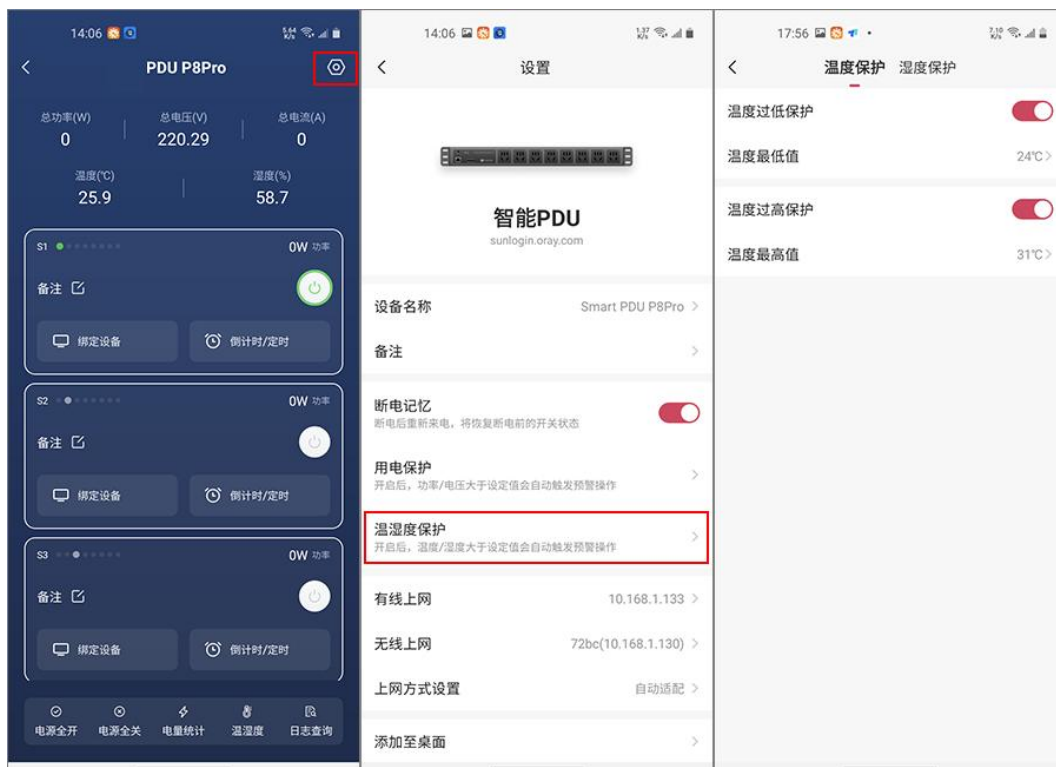 14:06
5.64 K/s
PDU P8Pro
总功率(W)
总电压(V)
总电流(A)
0
220.29
0
温度(℃)
湿度(%)
25.9
58.7
S1
0W 功率
备注
绑定设备
倒计时/定时
S2
0W 功率
备注
绑定设备
倒计时/定时
S3
0W 功率
备注
绑定设备
倒计时/定时
电源全开
电源全关
电量统计
温湿度
日志查询
14:06
1.37 K/s
设置
智能PDU
sunlogin.oray.com
设备名称
Smart PDU P8Pro
备注
断电记忆
断电后重新来电，将恢复断电前的开关状态
用电保护
开启后，功率/电压大于设定值会自动触发预警操作
温湿度保护
开启后，温度/湿度大于设定值会自动触发预警操作
有线上网
10.168.1.133
无线上网
72bc(10.168.1.130)
上网方式设置
自动适配
添加至桌面
17:56
7.10 K/s
温度保护 湿度保护
温度过低保护
温度最低值
24℃
温度过高保护
温度最高值
31℃